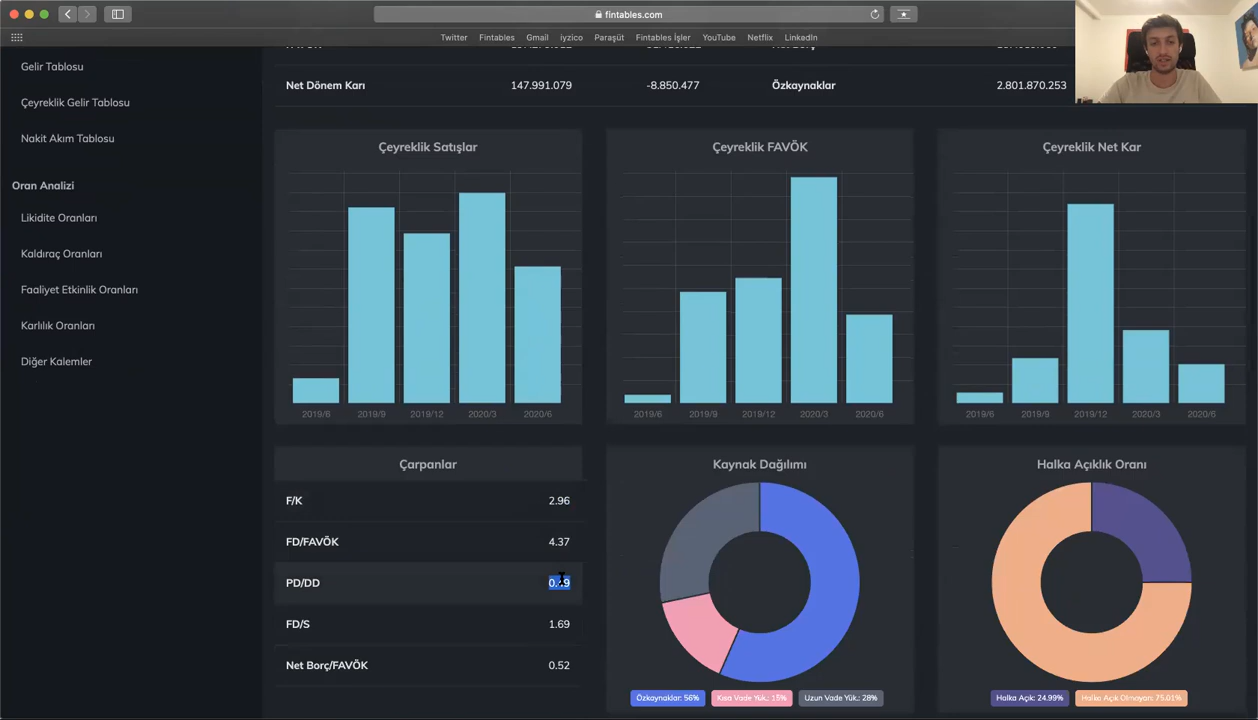 fintables.com
Twitter Fintables Gmail iyzico Paraşüt Fintables İşler YouTube Netflix LinkedIn
Gelir Tablosu
Çeyreklik Gelir Tablosu
Nakit Akım Tablosu
Oran Analizi
Likidite Oranları
Kaldıraç Oranları
Faaliyet Etkinlik Oranları
Karlılık Oranları
Diğer Kalemler
Net Dönem Karı 147.991.079 -8.850.477 Özkaynaklar 2.801.870.253
Çeyreklik Satışlar
2019/6 2019/9 2019/12 2020/3 2020/6
Çeyreklik FAVÖK
2019/6 2019/9 2019/12 2020/3 2020/6
Çeyreklik Net Kar
2019/6 2019/9 2019/12 2020/3 2020/6
Çarpanlar
F/K 2.96
FD/FAVÖK 4.37
PD/DD
FD/S 1.69
Net Borç/FAVÖK 0.52
Kaynak Dağılımı
Özkaynaklar: 56% Kısa Vade Yük.: 15% Uzun Vade Yük.: 28%
Halka Açıklık Oranı
Halka Açık: 24.99% Halka Açık Olmayan: 75.01%